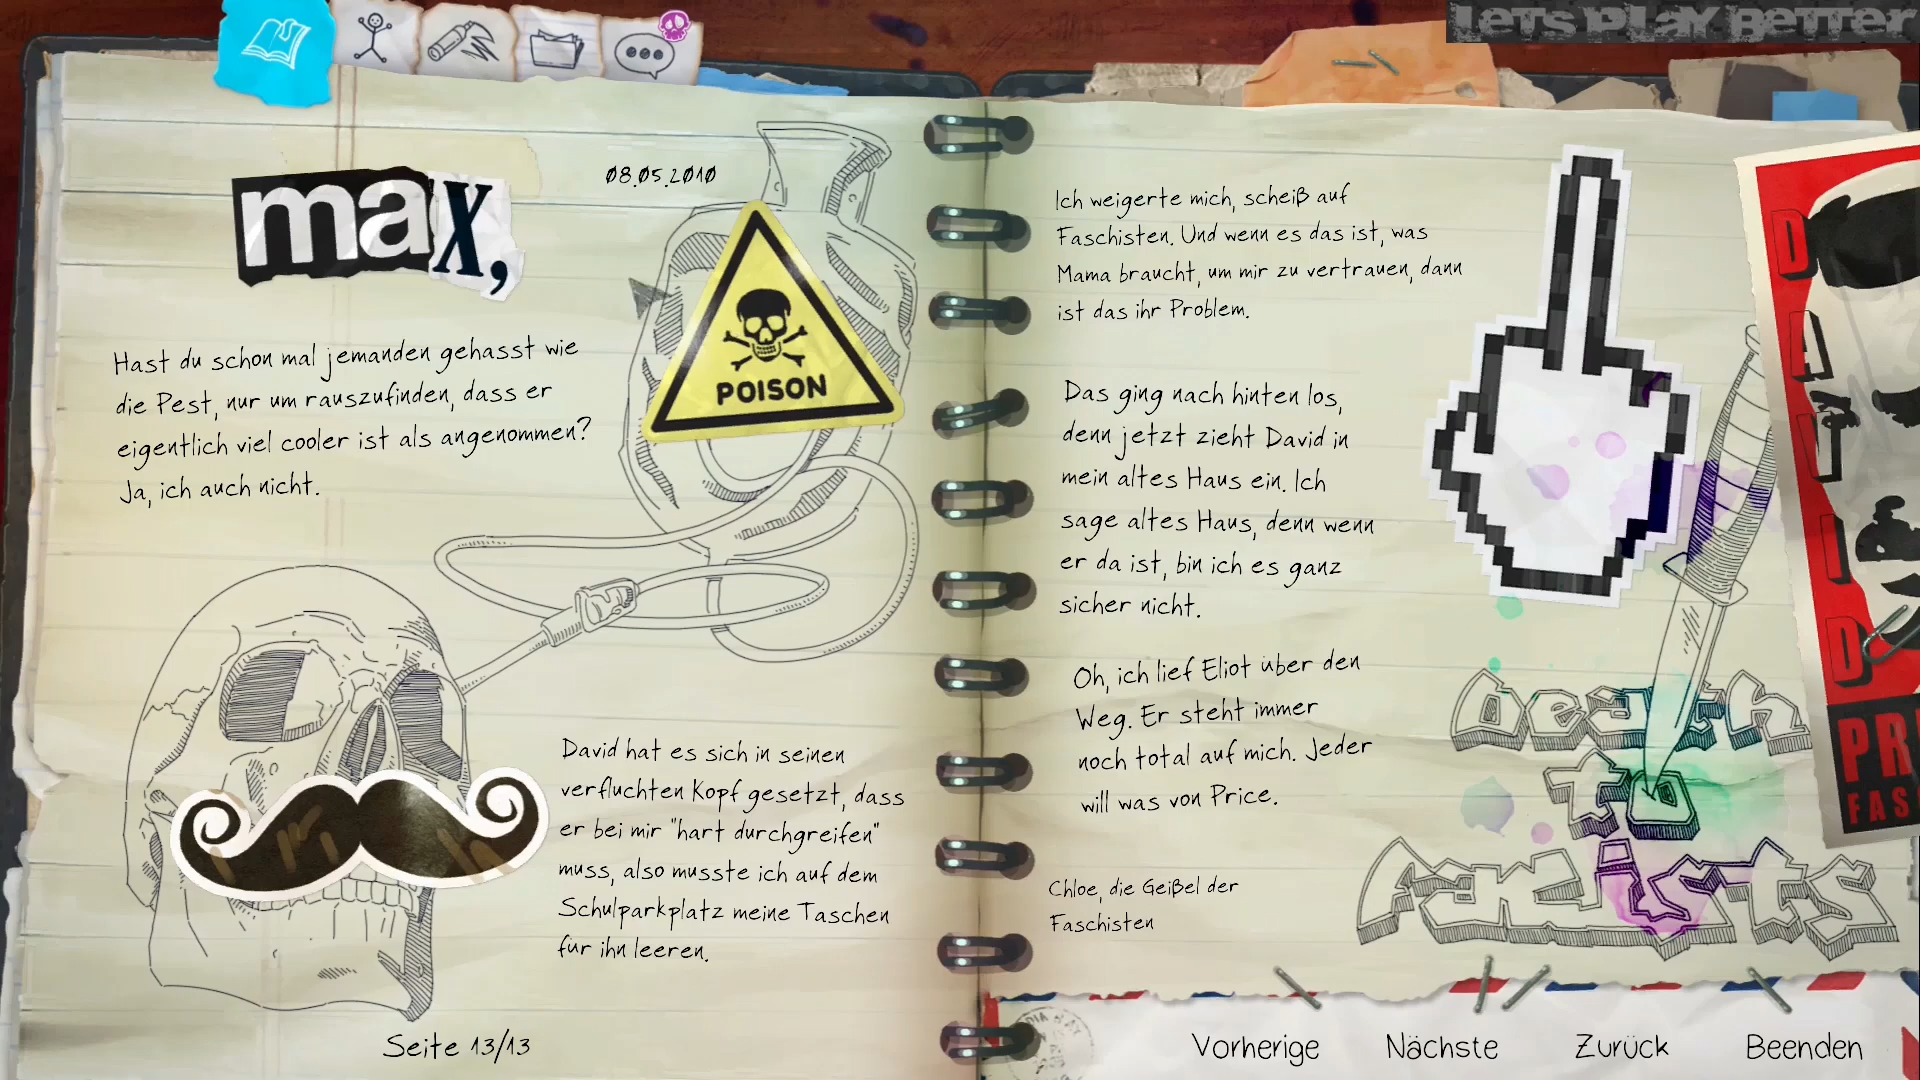 LETS PLAY BETTER
max,
08.05.2010
Hast du schon mal jemanden gehasst wie
die Pest, nur um rauszufinden, dass er
eigentlich viel cooler ist als angenommen?
Ja, ich auch nicht.
POISON
David hat es sich in seinen
verfluchten Kopf gesetzt, dass
er bei mir "hart durchgreifen"
muss, also musste ich auf dem
Schulparkplatz meine Taschen
für ihn leeren.
Seite 13/13
Ich weigerte mich, scheiß auf
Faschisten. Und wenn es das ist, was
Mama braucht, um mir zu vertrauen, dann
ist das ihr Problem.
Das ging nach hinten los,
denn jetzt zieht David in
mein altes Haus ein. Ich
sage altes Haus, denn wenn
er da ist, bin ich es ganz
sicher nicht.
Oh, ich lief Eliot über den
Weg. Er steht immer
noch total auf mich. Jeder
will was von Price.
Chloe, die Geißel der
Faschisten
DAVID
PR
FAS
Death
to
Vorherige
Nächste
Zurück
Beenden